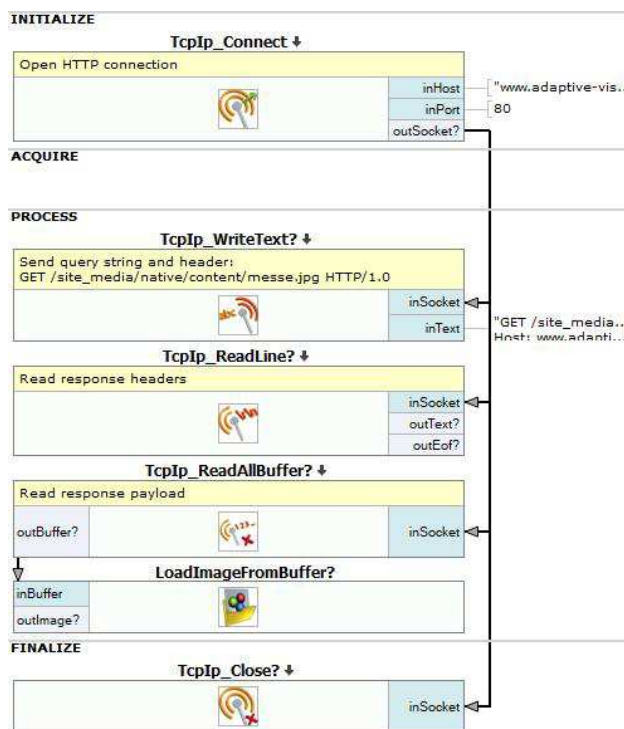 INITIALIZE
TcpIp_Connect
Open HTTP connection
inHost
"www.adaptive-vis...
inPort
80
outSocket?
ACQUIRE
PROCESS
TcpIp_WriteText?
Send query string and header:
GET /site_media/native/content/messe.jpg HTTP/1.0
inSocket
abc
inText
"GET /site_media...
Host: www.adapti...
TcpIp_ReadLine?
Read response headers
inSocket
outText?
outEof?
TcpIp_ReadAllBuffer?
Read response payload
outBuffer?
123...
inSocket
LoadImageFromBuffer?
inBuffer
outImage?
FINALIZE
TcpIp_Close?
inSocket